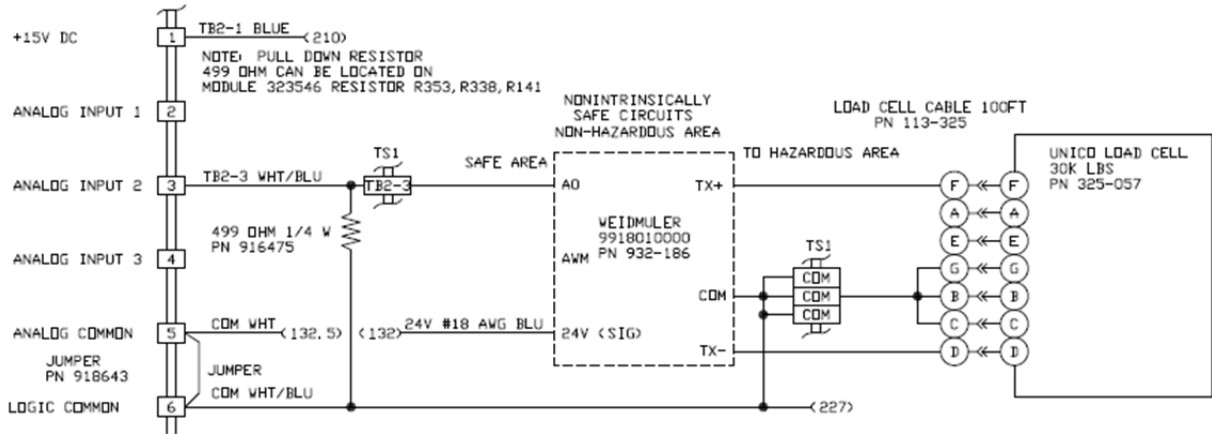 +15V DC
1
TB2-1 BLUE
(210)
NOTE: PULL DOWN RESISTOR
499 OHM CAN BE LOCATED ON
MODULE 323546 RESISTOR R353, R338, R141
ANALOG INPUT 1
2
NONINTRINSICALLY
SAFE CIRCUITS
NON-HAZARDOUS AREA
LOAD CELL CABLE 100FT
PN 113-325
ANALOG INPUT 2
3
TB2-3 WHT/BLU
TS1
TB2-3
SAFE AREA
TO HAZARDOUS AREA
AO
TX+
WEIDMULER
9918010000
PN 932-186
AWM
COM
24V (SIG)
TX-
UNICO LOAD CELL
30K LBS
PN 325-057
F F
A A
E E
G G
B B
C C
D D
499 OHM 1/4 W
PN 916475
ANALOG INPUT 3
4
TS1
COM
COM
COM
ANALOG COMMON
5
COM WHT
(132.5)
(132)
24V #18 AWG BLU
JUMPER
PN 918643
JUMPER
LOGIC COMMON
6
COM WHT/BLU
(227)